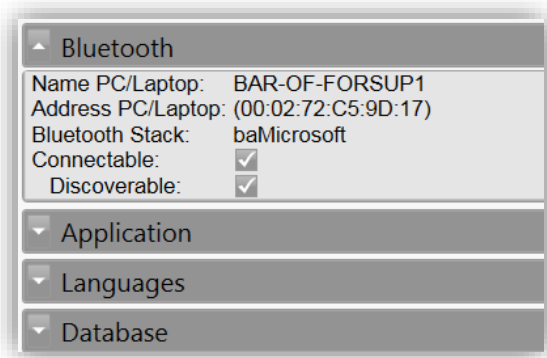 Bluetooth
Name PC/Laptop: BAR-OF-FORSUP1
Address PC/Laptop: (00:02:72:C5:9D:17)
Bluetooth Stack: baMicrosoft
Connectable:
Discoverable:
Application
Languages
Database